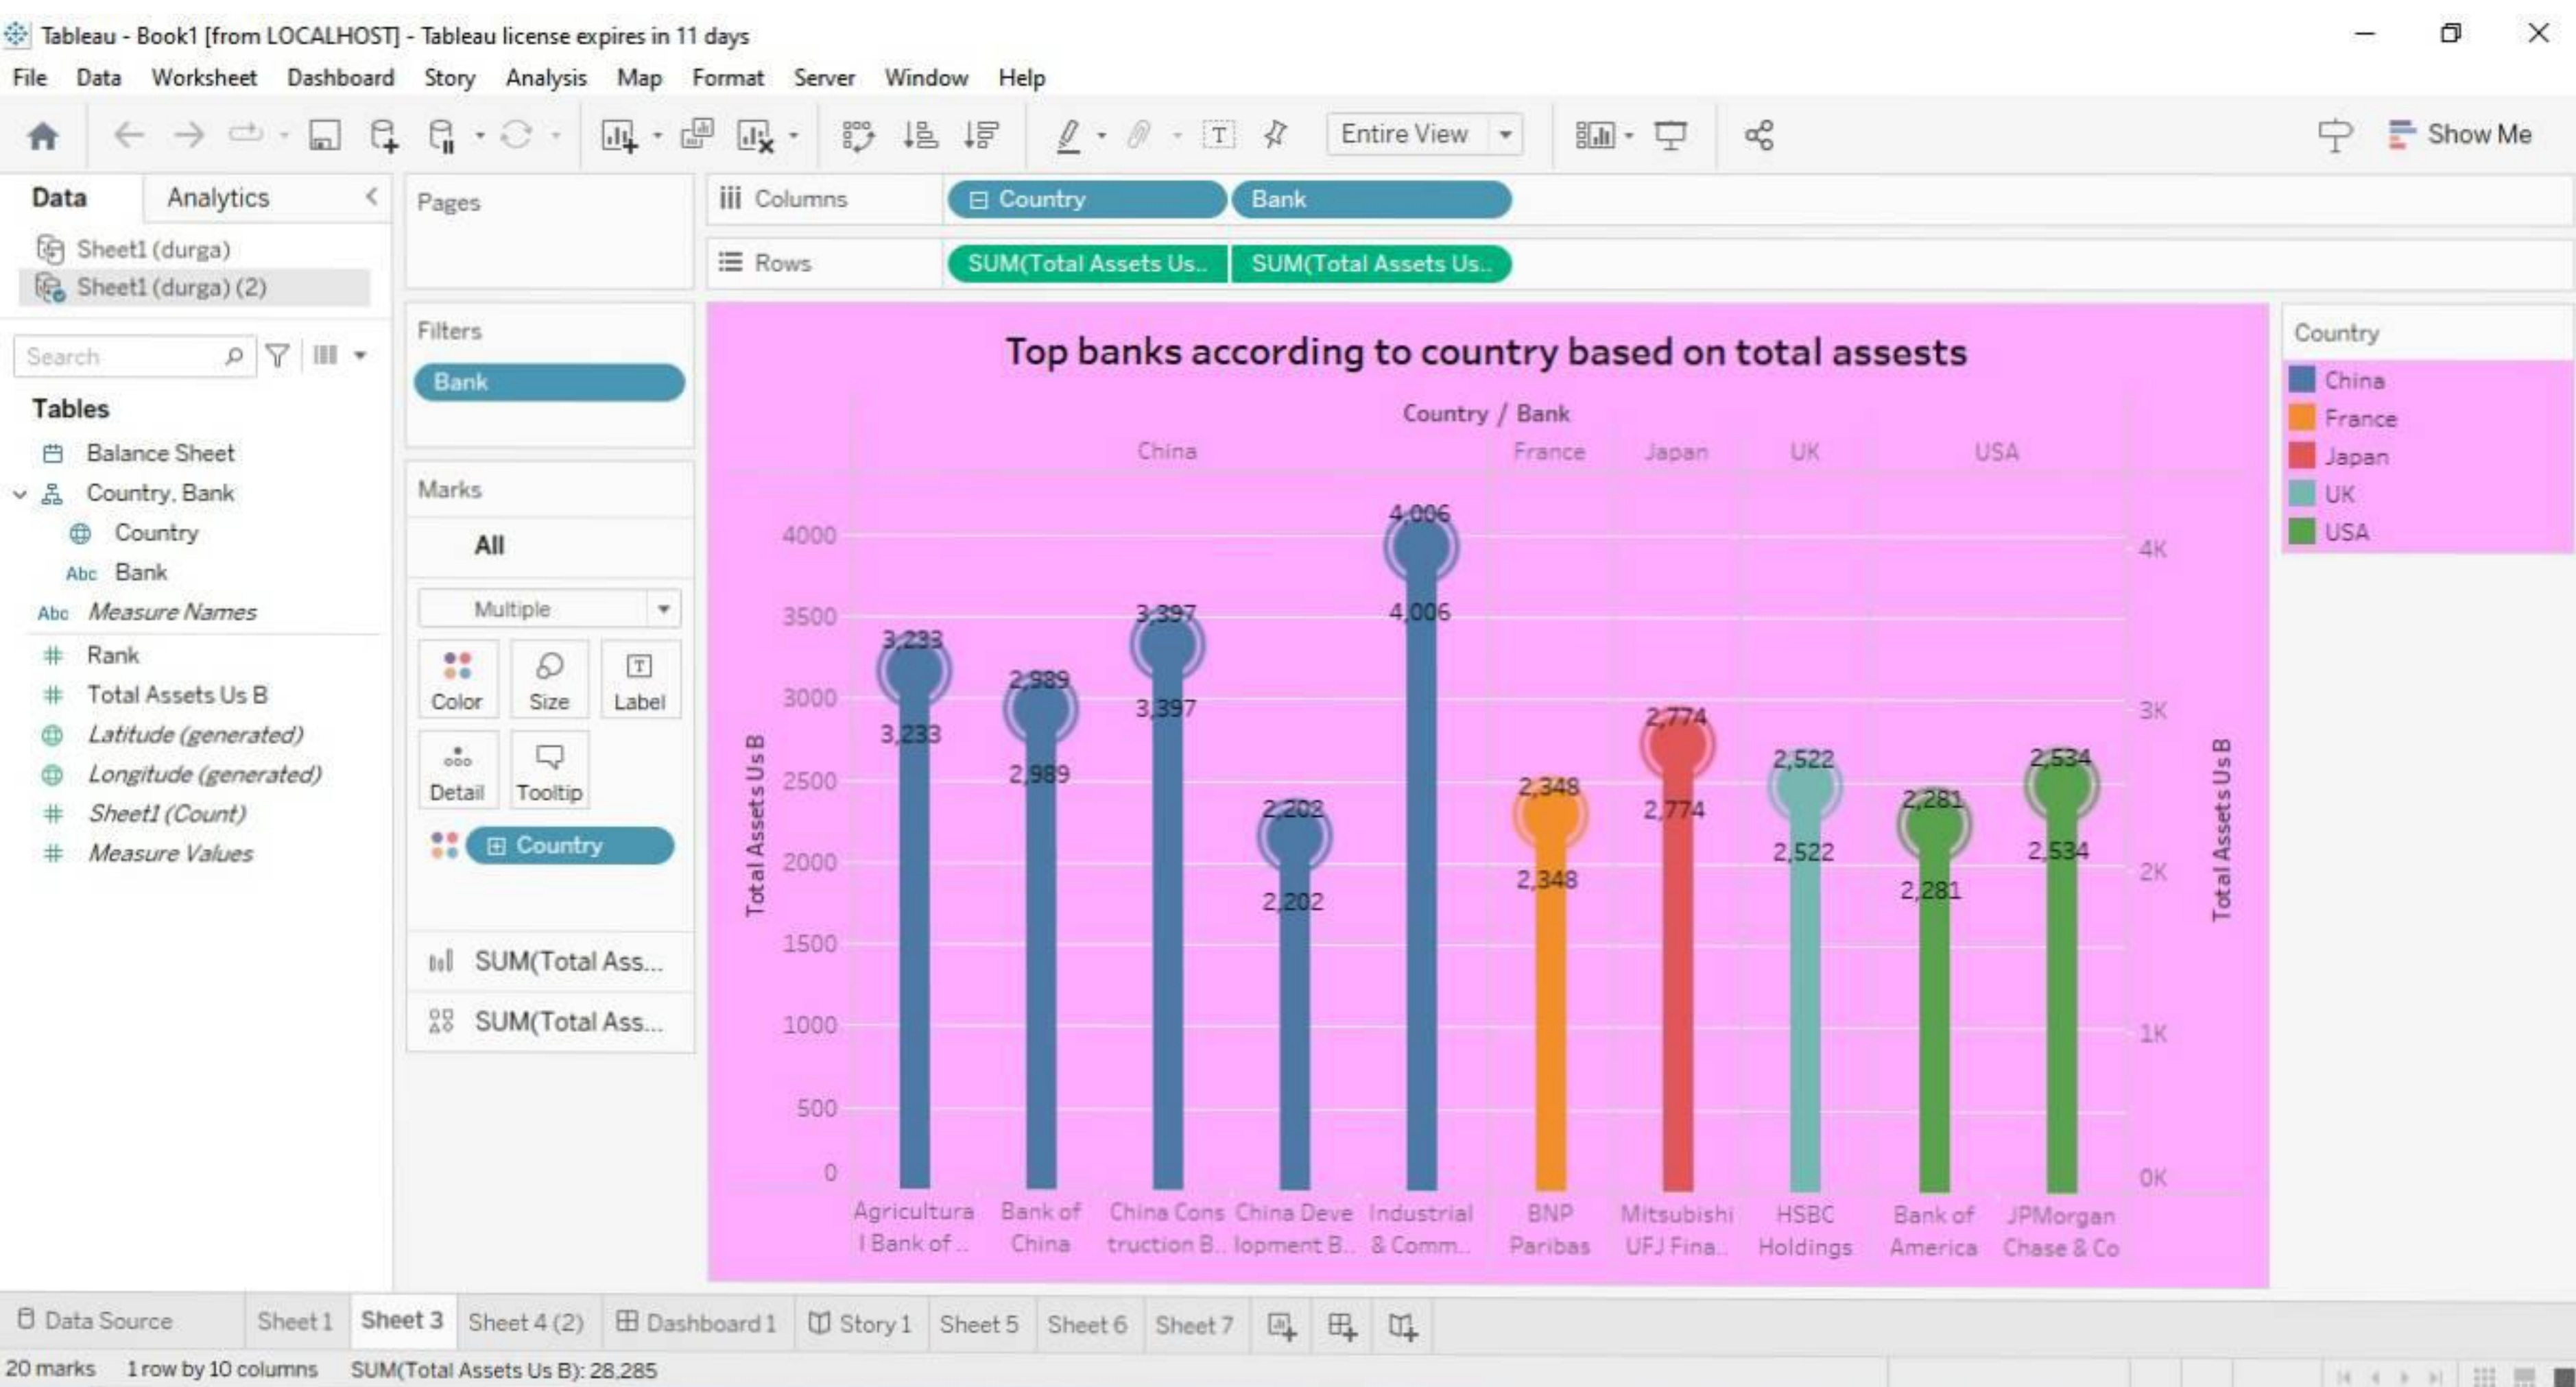 Tableau - Book1 [from LOCALHOST] - Tableau license expires in 11 days
File Data Worksheet Dashboard Story Analysis Map Format Server Window Help
Entire View
Show Me
Data Analytics
Sheet1 (durga)
Sheet1 (durga) (2)
Search
Tables
Balance Sheet
Country, Bank
Country
Abc Bank
Abc Measure Names
# Rank
# Total Assets Us B
Latitude (generated)
Longitude (generated)
# Sheet1 (Count)
# Measure Values
Pages
Filters
Bank
Marks
All
Multiple
Color Size Label
Detail Tooltip
Country
SUM(Total Ass...
SUM(Total Ass...
Columns Country Bank
Rows SUM(Total Assets Us.. SUM(Total Assets Us..
Top banks according to country based on total assests
Country / Bank
China France Japan UK USA
Total Assets Us B
4000
3500
3000
2500
2000
1500
1000
500
0
3,233
3,233
2,989
2,989
3,397
3,397
2,202
2,202
4,006
4,006
2,348
2,348
2,774
2,774
2,522
2,522
2,281
2,281
2,534
2,534
4K
3K
2K
1K
0K
Total Assets Us B
Agricultura
l Bank of ..
Bank of
China
China Cons
truction B..
China Deve
lopment B..
Industrial
& Comm..
BNP
Paribas
Mitsubishi
UFJ Fina..
HSBC
Holdings
Bank of
America
JPMorgan
Chase & Co
Country
China
France
Japan
UK
USA
Data Source Sheet 1 Sheet 3 Sheet 4 (2) Dashboard 1 Story 1 Sheet 5 Sheet 6 Sheet 7
20 marks 1 row by 10 columns SUM(Total Assets Us B): 28,285